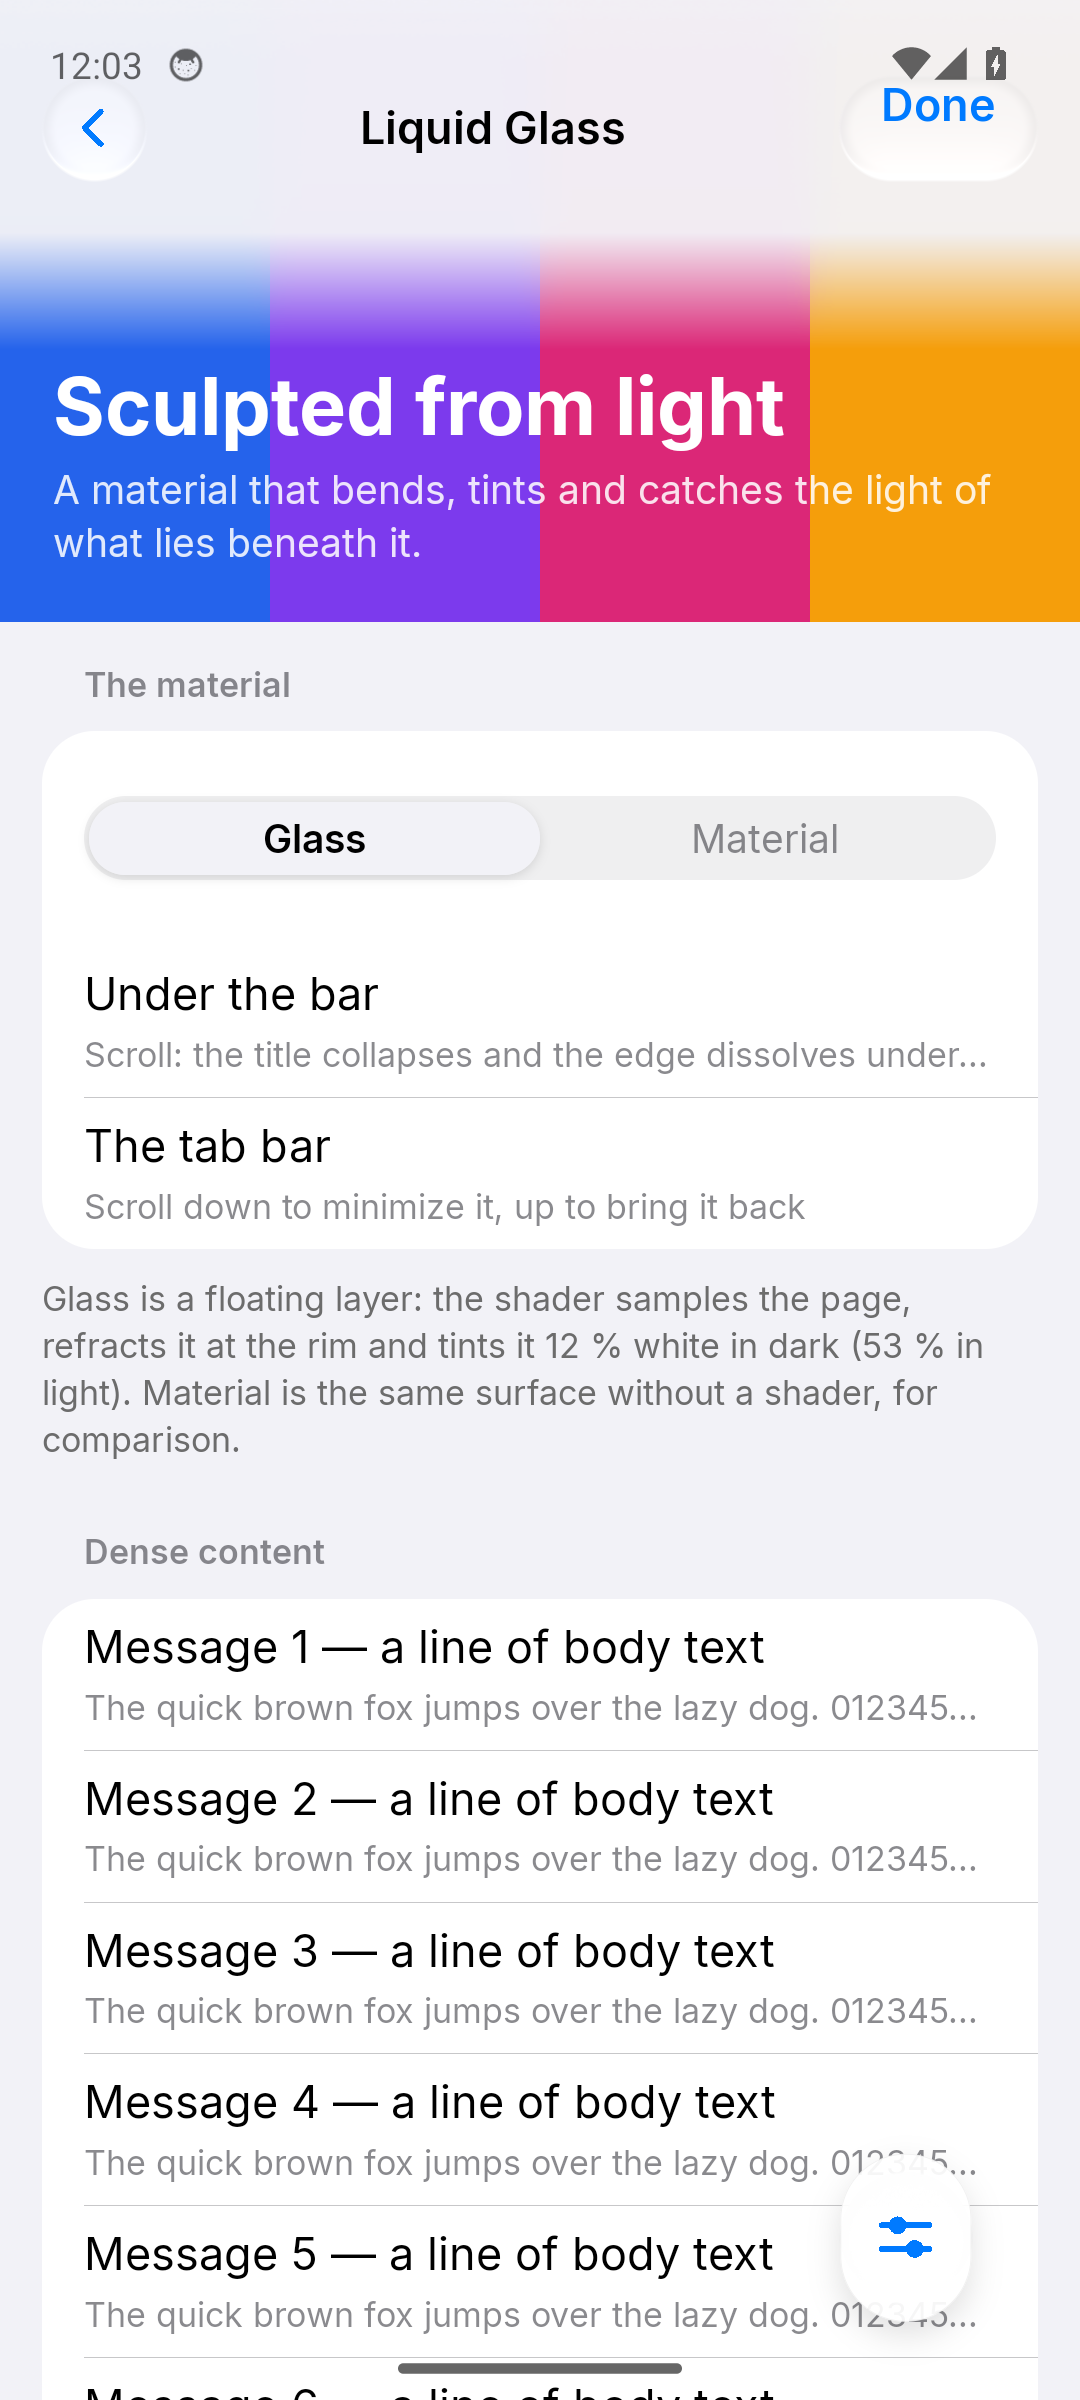 12:03
Done
Liquid Glass
Sculpted from light
A material that bends, tints and catches the light of
what lies beneath it.
The material
Glass
Material
Under the bar
Scroll: the title collapses and the edge dissolves under...
The tab bar
Scroll down to minimize it, up to bring it back
Glass is a floating layer: the shader samples the page,
refracts it at the rim and tints it 12 % white in dark (53 % in
light). Material is the same surface without a shader, for
comparison.
Dense content
Message 1 — a line of body text
The quick brown fox jumps over the lazy dog. 012345...
Message 2 — a line of body text
The quick brown fox jumps over the lazy dog. 012345...
Message 3 — a line of body text
The quick brown fox jumps over the lazy dog. 012345...
Message 4 — a line of body text
The quick brown fox jumps over the lazy dog. 012345...
Message 5 — a line of body text
The quick brown fox jumps over the lazy dog. 012345...
Message 6 — a line of body text